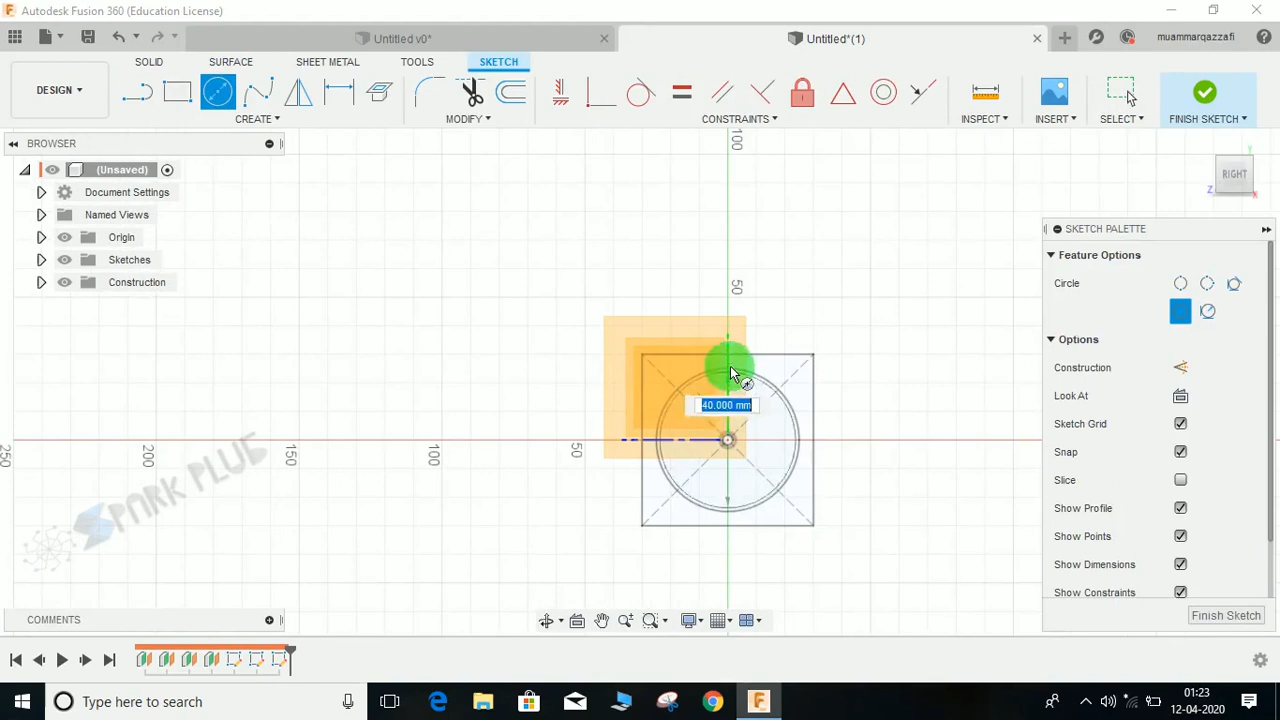 Autodesk Fusion 360 (Education License)
Untitled v0*
Untitled*(1)
muammarqazzafi
DESIGN
SOLID
SURFACE
SHEET METAL
TOOLS
SKETCH
CREATE
MODIFY
CONSTRAINTS
INSPECT
INSERT
SELECT
FINISH SKETCH
BROWSER
(Unsaved)
Document Settings
Named Views
Origin
Sketches
Construction
100
50
RIGHT
Y
Z
X
40.000 mm
250
200
150
100
50
SPARK PLUE
SKETCH PALETTE
Feature Options
Circle
Options
Construction
Look At
Sketch Grid
Snap
Slice
Show Profile
Show Points
Show Dimensions
Show Constraints
Finish Sketch
COMMENTS
Type here to search
01:23
12-04-2020